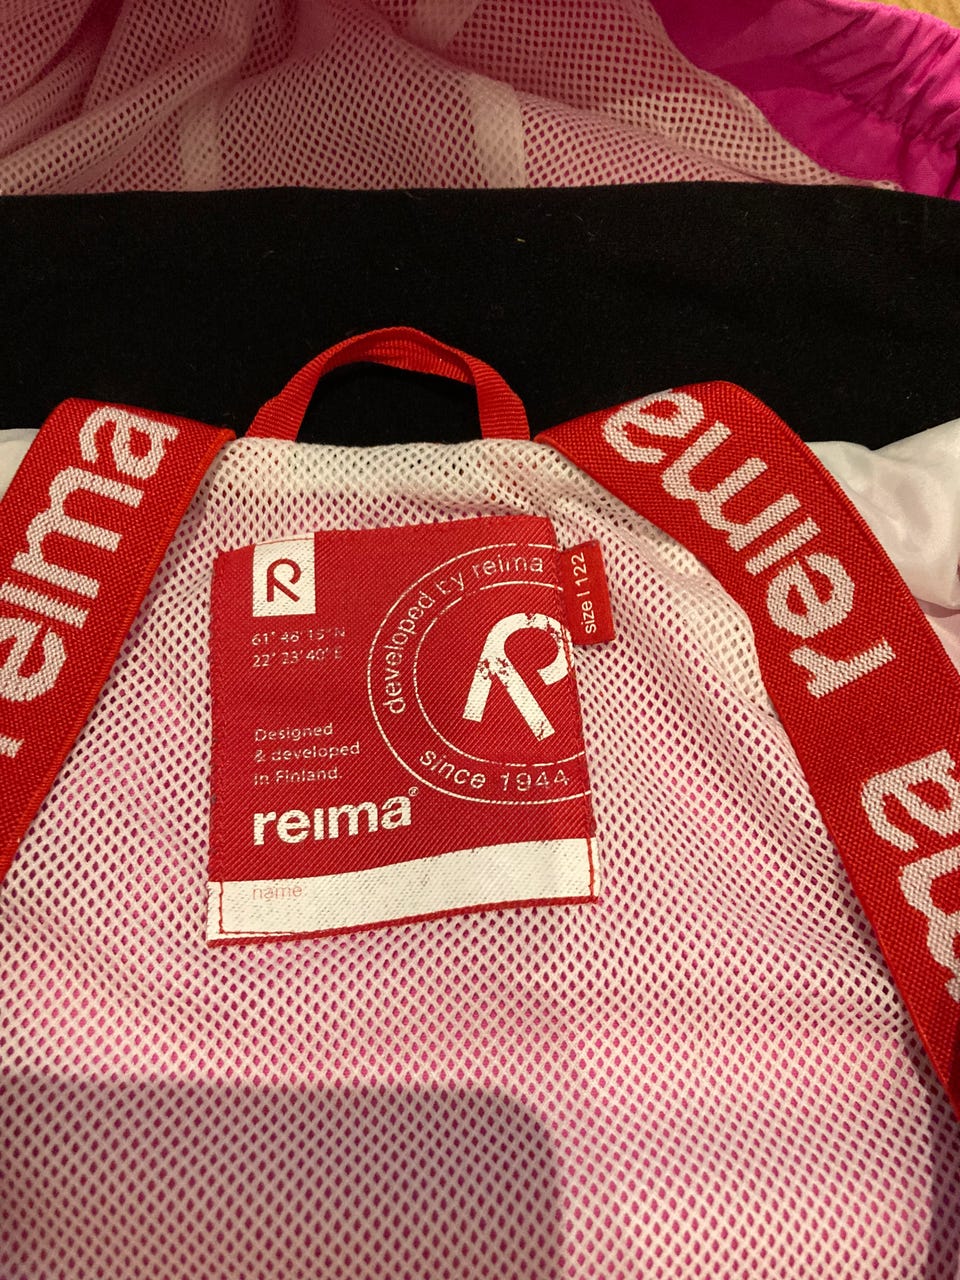 reima
reima
reima
R
61° 46' 15" N
22° 23' 40" E
developed by reima
size | 122
R
since 1944
Designed
& developed
in Finland.
reima®
name